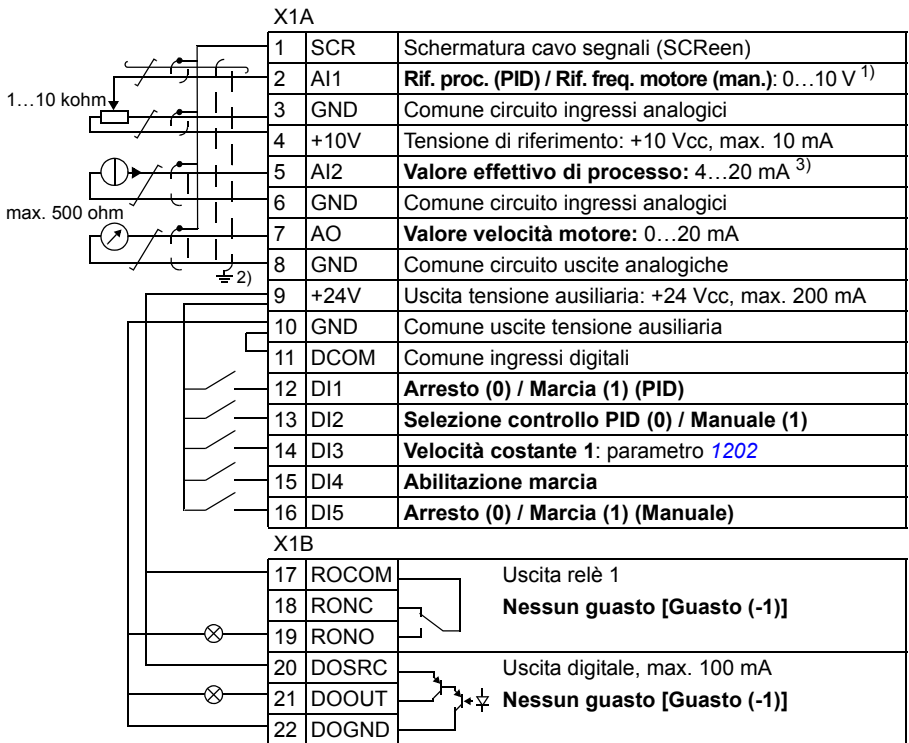 X1A
1 SCR Schermatura cavo segnali (SCReen)
2 AI1 Rif. proc. (PID) / Rif. freq. motore (man.): 0…10 V 1)
1…10 kohm
3 GND Comune circuito ingressi analogici
4 +10V Tensione di riferimento: +10 Vcc, max. 10 mA
5 AI2 Valore effettivo di processo: 4…20 mA 3)
6 GND Comune circuito ingressi analogici
max. 500 ohm
7 AO Valore velocità motore: 0…20 mA
8 GND Comune circuito uscite analogiche
2)
9 +24V Uscita tensione ausiliaria: +24 Vcc, max. 200 mA
10 GND Comune uscite tensione ausiliaria
11 DCOM Comune ingressi digitali
12 DI1 Arresto (0) / Marcia (1) (PID)
13 DI2 Selezione controllo PID (0) / Manuale (1)
14 DI3 Velocità costante 1: parametro 1202
15 DI4 Abilitazione marcia
16 DI5 Arresto (0) / Marcia (1) (Manuale)
X1B
17 ROCOM Uscita relè 1
18 RONC Nessun guasto [Guasto (-1)]
19 RONO
20 DOSRC Uscita digitale, max. 100 mA
21 DOOUT Nessun guasto [Guasto (-1)]
22 DOGND